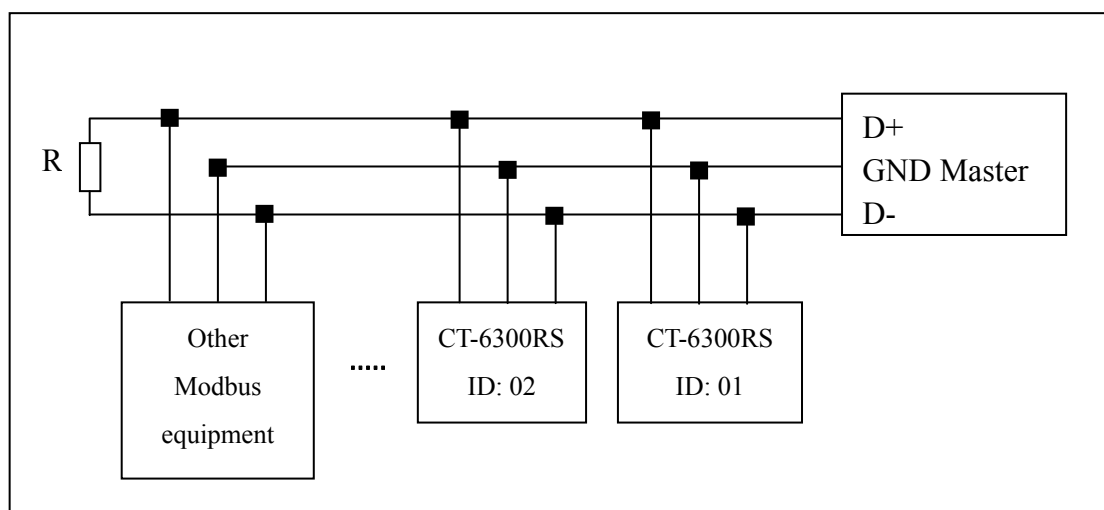 R
D+
GND Master
D-
Other
Modbus
equipment
.....
CT-6300RS
ID: 02
CT-6300RS
ID: 01